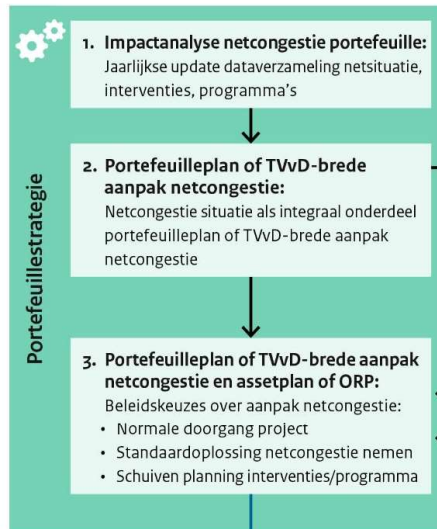 Portefeuillestrategie
1. Impactanalyse netcongestie portefeuille:
Jaarlijkse update dataverzameling netsituatie,
interventies, programma’s
2. Portefeuilleplan of TVvD-brede
aanpak netcongestie:
Netcongestie situatie als integraal onderdeel
portefeuilleplan of TVvD-brede aanpak
netcongestie
3. Portefeuilleplan of TVvD-brede aanpak
netcongestie en assetplan of ORP:
Beleidskeuzes over aanpak netcongestie:
• Normale doorgang project
• Standaardoplossing netcongestie nemen
• Schuiven planning interventies/programma